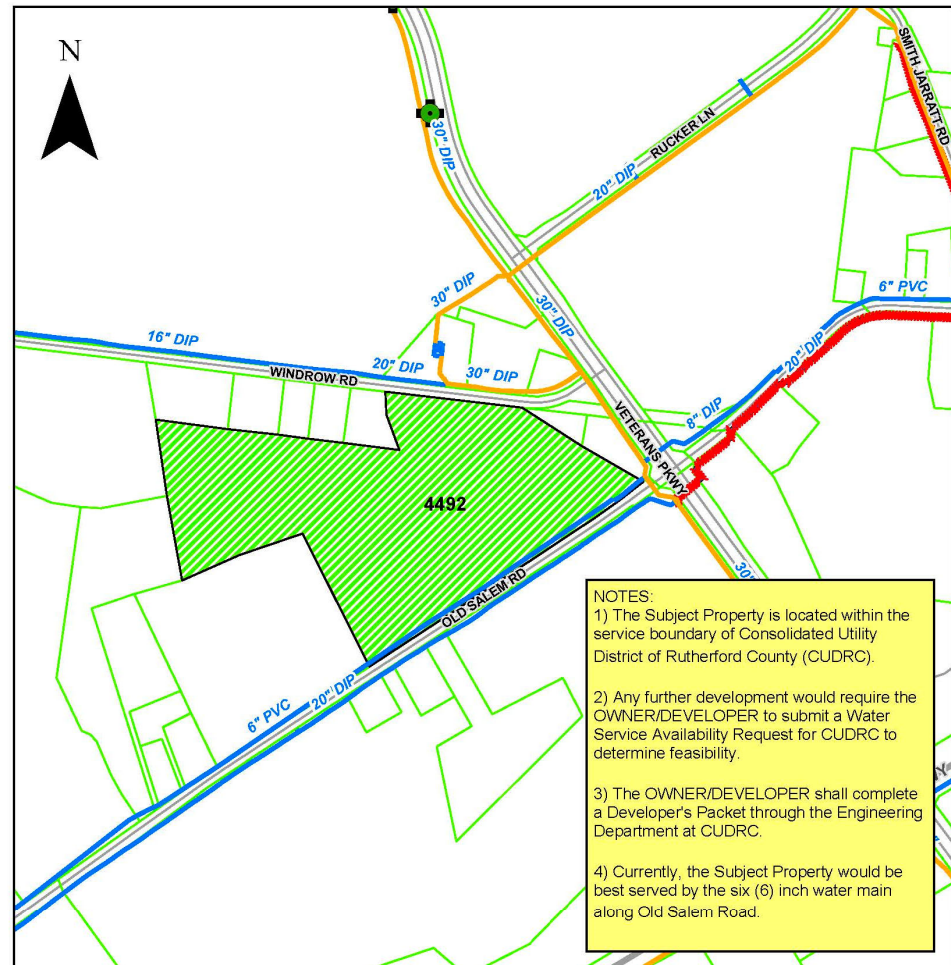 N
30" DIP
SMITH JARRATT RD
RUCKER LN
20" DIP
30" DIP
6" PVC
30" DIP
16" DIP
20" DIP
20" DIP
30" DIP
WINDROW RD
8" DIP
VETERANS PKWY
4492
30"
OLD SALEM RD
6" PVC
20" DIP
NOTES:
1) The Subject Property is located within the
service boundary of Consolidated Utility
District of Rutherford County (CUDRC).
2) Any further development would require the
OWNER/DEVELOPER to submit a Water
Service Availability Request for CUDRC to
determine feasibility.
3) The OWNER/DEVELOPER shall complete
a Developer's Packet through the Engineering
Department at CUDRC.
4) Currently, the Subject Property would be
best served by the six (6) inch water main
along Old Salem Road.